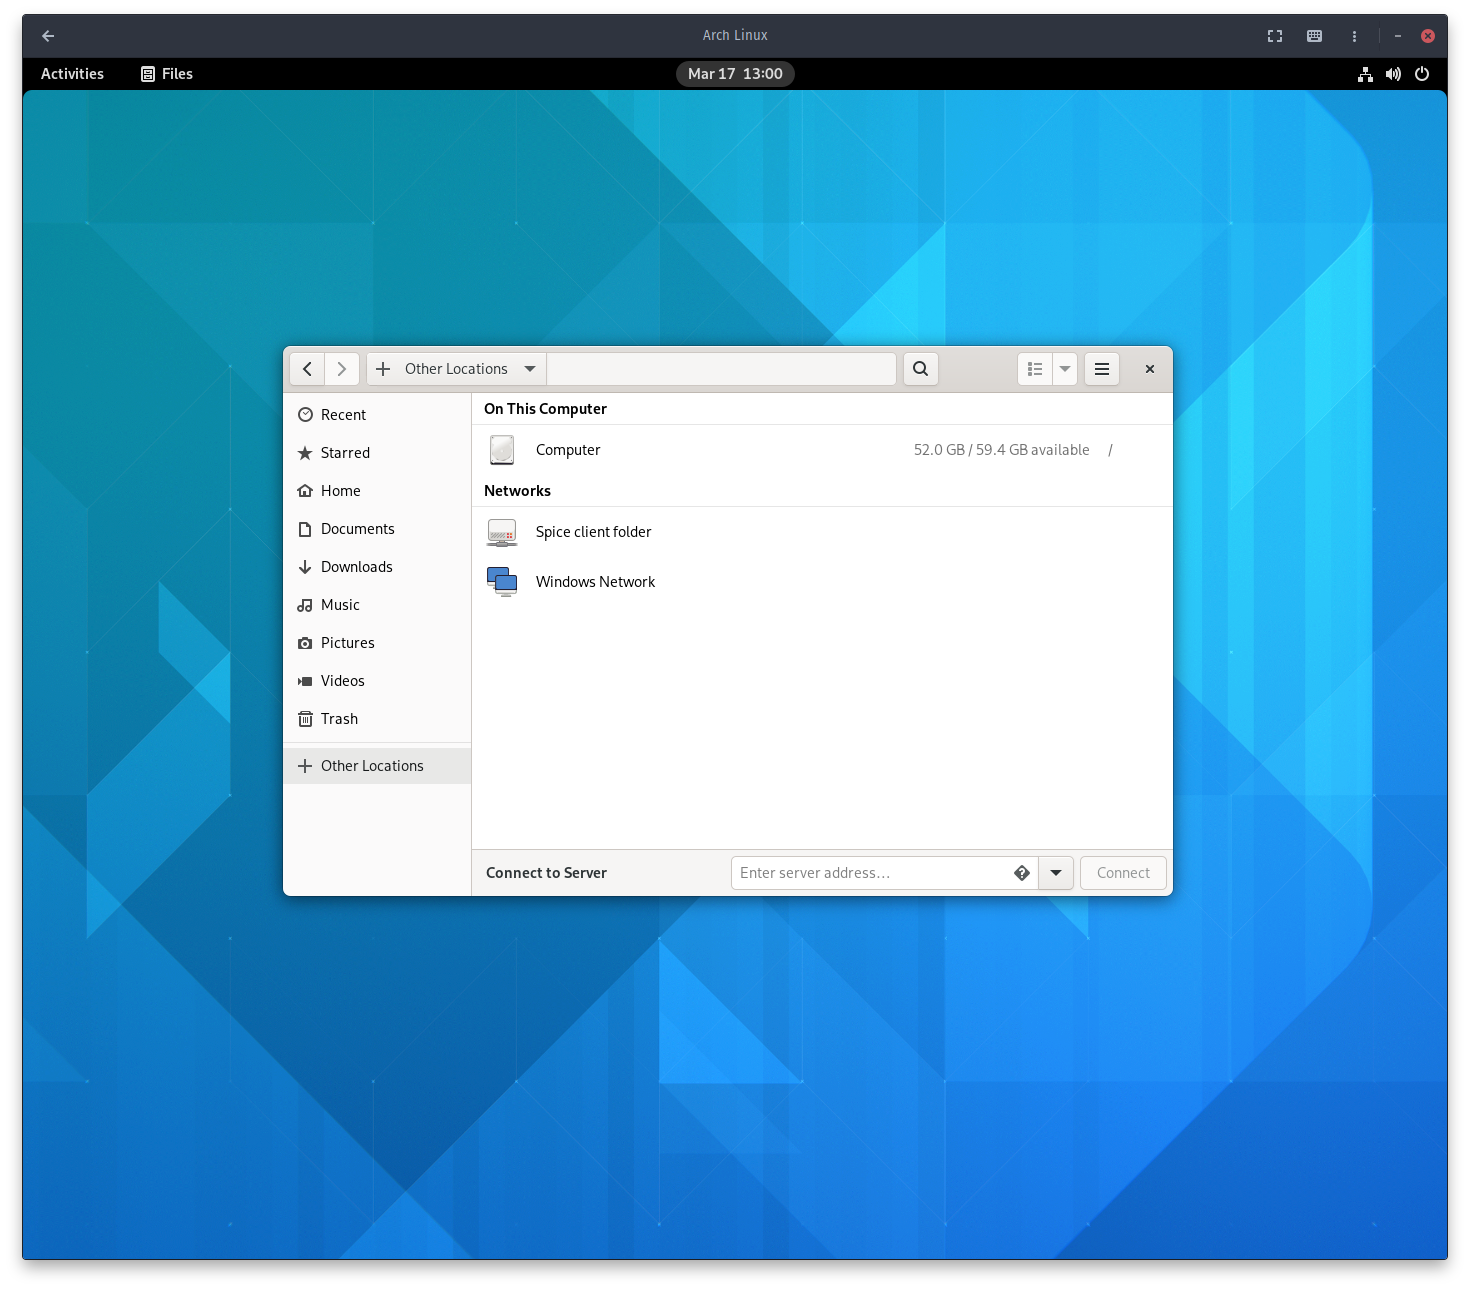 Arch Linux
Activities Files Mar 17 13:00
Other Locations
Recent
Starred
Home
Documents
Downloads
Music
Pictures
Videos
Trash
Other Locations
On This Computer
Computer 52.0 GB / 59.4 GB available /
Networks
Spice client folder
Windows Network
Connect to Server Enter server address… Connect